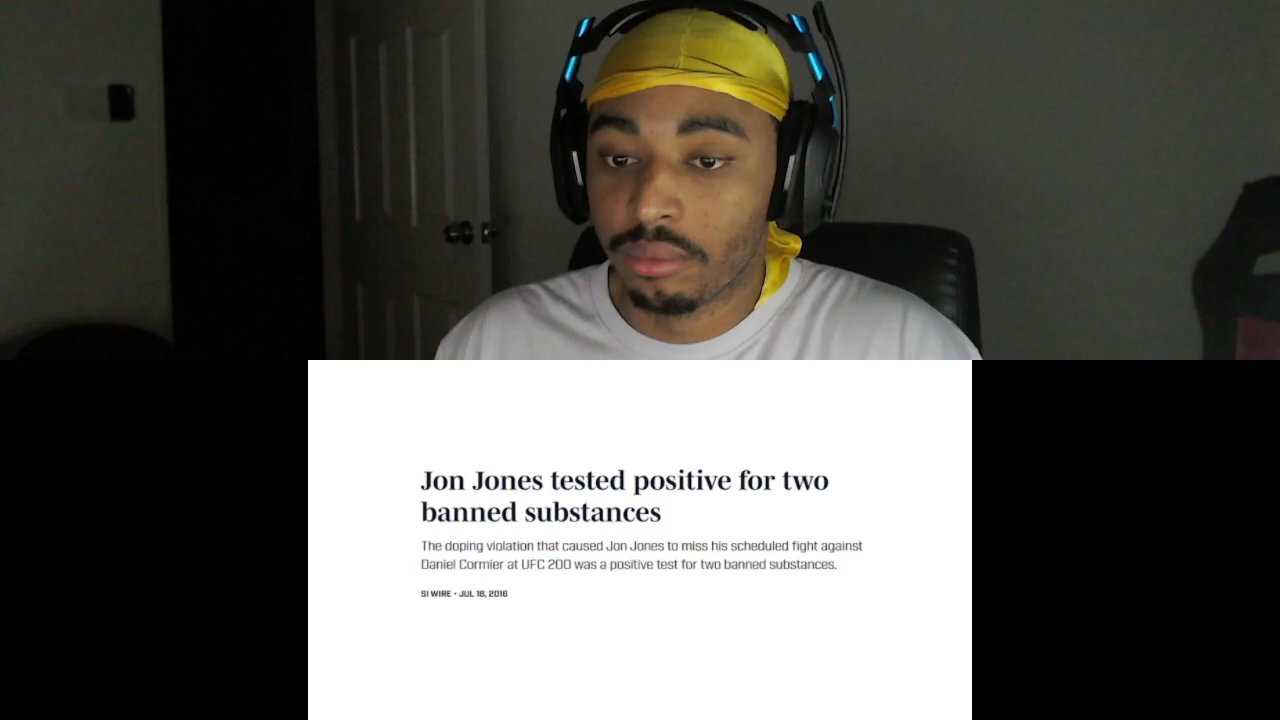 Jon Jones tested positive for two
banned substances
The doping violation that caused Jon Jones to miss his scheduled fight against
Daniel Cormier at UFC 200 was a positive test for two banned substances.
SI WIRE • JUL 18, 2016